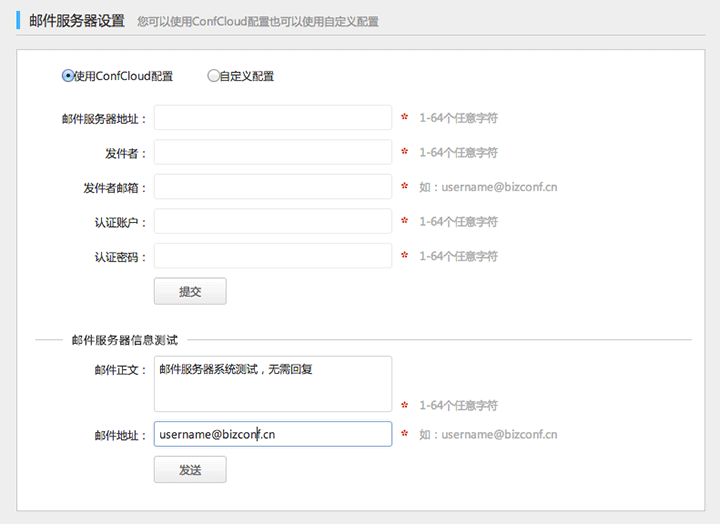 邮件服务器设置 您可以使用ConfCloud配置也可以使用自定义配置
使用ConfCloud配置 自定义配置
邮件服务器地址： * 1-64个任意字符
发件者： * 1-64个任意字符
发件者邮箱： * 如：username@bizconf.cn
认证账户： * 1-64个任意字符
认证密码： * 1-64个任意字符
提交
邮件服务器信息测试
邮件正文： 邮件服务器系统测试，无需回复
* 1-64个任意字符
邮件地址： username@bizconf.cn * 如：username@bizconf.cn
发送